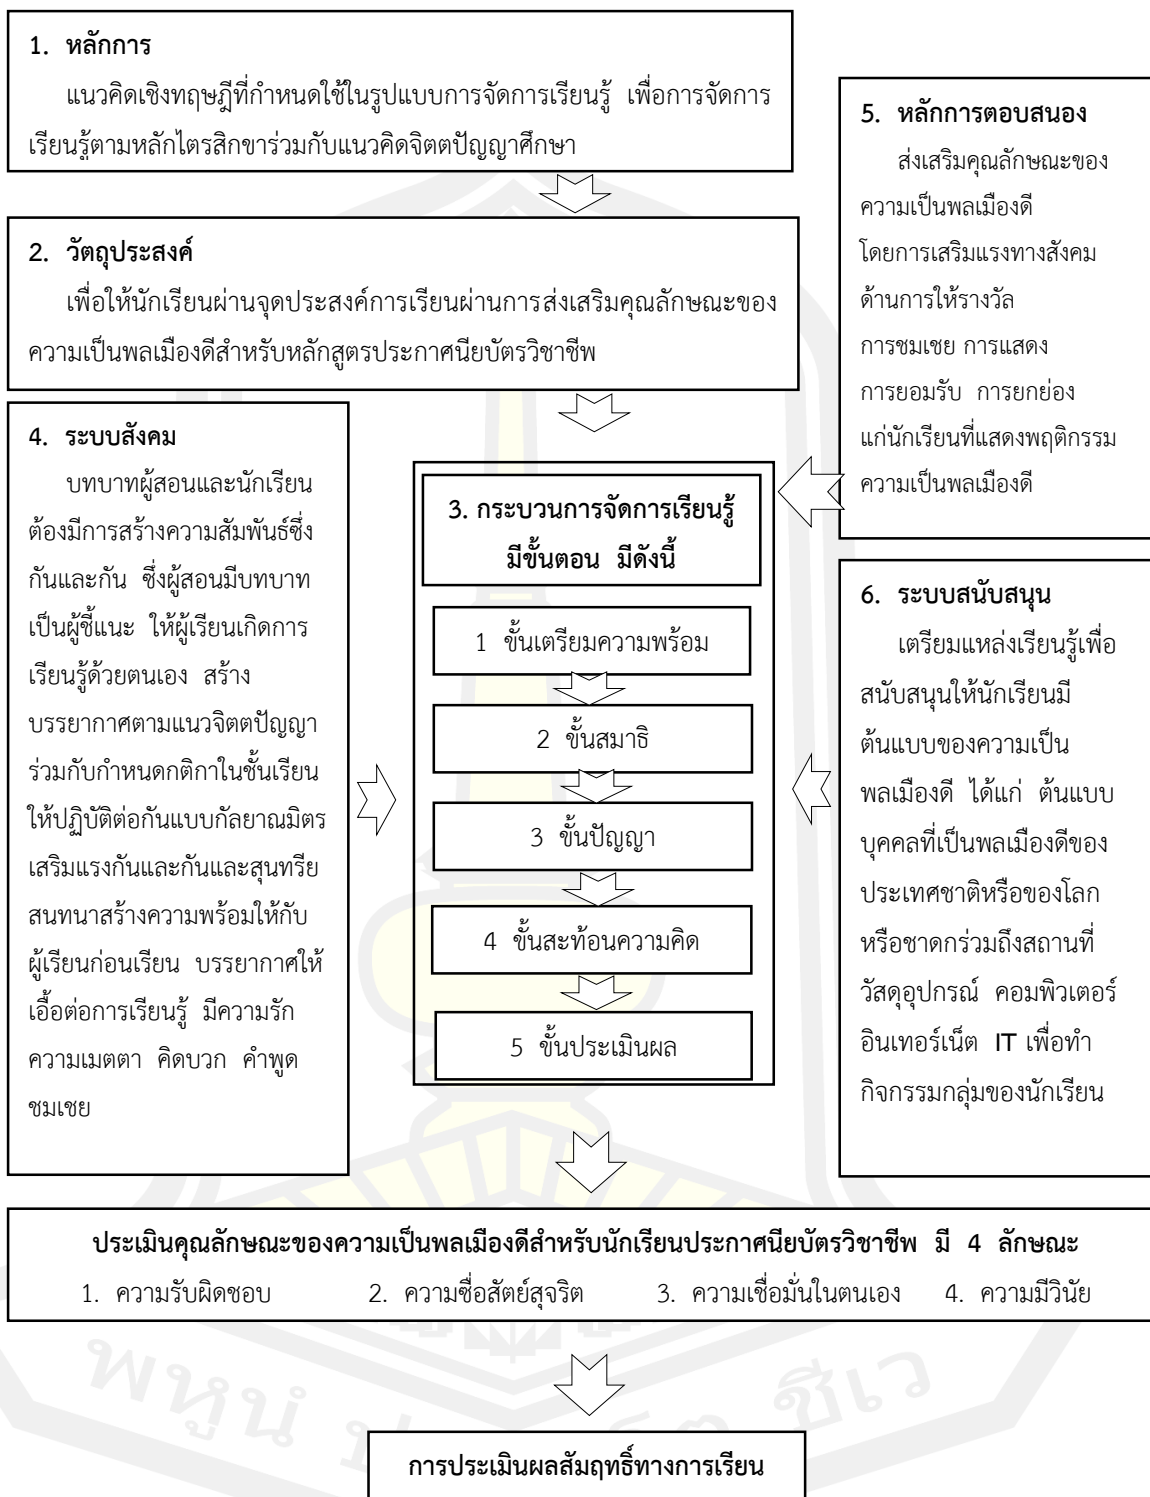 1. หลักการ
แนวคิดเชิงทฤษฎีที่กำหนดใช้ในรูปแบบการจัดการเรียนรู้ เพื่อการจัดการ
เรียนรู้ตามหลักไตรสิกขาร่วมกับแนวคิดจิตตปัญญาศึกษา
2. วัตถุประสงค์
เพื่อให้นักเรียนผ่านจุดประสงค์การเรียนผ่านการส่งเสริมคุณลักษณะของ
ความเป็นพลเมืองดีสำหรับหลักสูตรประกาศนียบัตรวิชาชีพ
4. ระบบสังคม
บทบาทผู้สอนและนักเรียน
ต้องมีการสร้างความสัมพันธ์ซึ่ง
กันและกัน ซึ่งผู้สอนมีบทบาท
เป็นผู้ชี้แนะ ให้ผู้เรียนเกิดการ
เรียนรู้ด้วยตนเอง สร้าง
บรรยากาศตามแนวจิตตปัญญา
ร่วมกับกำหนดกติกาในชั้นเรียน
ให้ปฏิบัติต่อกันแบบกัลยาณมิตร
เสริมแรงกันและกันและสุนทรีย
สนทนาสร้างความพร้อมให้กับ
ผู้เรียนก่อนเรียน บรรยากาศให้
เอื้อต่อการเรียนรู้ มีความรัก
ความเมตตา คิดบวก คำพูด
ชมเชย
3. กระบวนการจัดการเรียนรู้
มีขั้นตอน มีดังนี้
1 ขั้นเตรียมความพร้อม
2 ขั้นสมาธิ
3 ขั้นปัญญา
4 ขั้นสะท้อนความคิด
5 ขั้นประเมินผล
5. หลักการตอบสนอง
ส่งเสริมคุณลักษณะของ
ความเป็นพลเมืองดี
โดยการเสริมแรงทางสังคม
ด้านการให้รางวัล
การชมเชย การแสดง
การยอมรับ การยกย่อง
แก่นักเรียนที่แสดงพฤติกรรม
ความเป็นพลเมืองดี
6. ระบบสนับสนุน
เตรียมแหล่งเรียนรู้เพื่อ
สนับสนุนให้นักเรียนมี
ต้นแบบของความเป็น
พลเมืองดี ได้แก่ ต้นแบบ
บุคคลที่เป็นพลเมืองดีของ
ประเทศชาติหรือของโลก
หรือชาดกร่วมถึงสถานที่
วัสดุอุปกรณ์ คอมพิวเตอร์
อินเทอร์เน็ต IT เพื่อทำ
กิจกรรมกลุ่มของนักเรียน
ประเมินคุณลักษณะของความเป็นพลเมืองดีสำหรับนักเรียนประกาศนียบัตรวิชาชีพ มี 4 ลักษณะ
1. ความรับผิดชอบ 2. ความซื่อสัตย์สุจริต 3. ความเชื่อมั่นในตนเอง 4. ความมีวินัย
พหูนํ
ชีเว
การประเมินผลสัมฤทธิ์ทางการเรียน